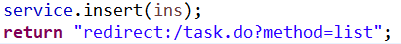 service.insert(ins);
return "redirect:/task.do?method=list";